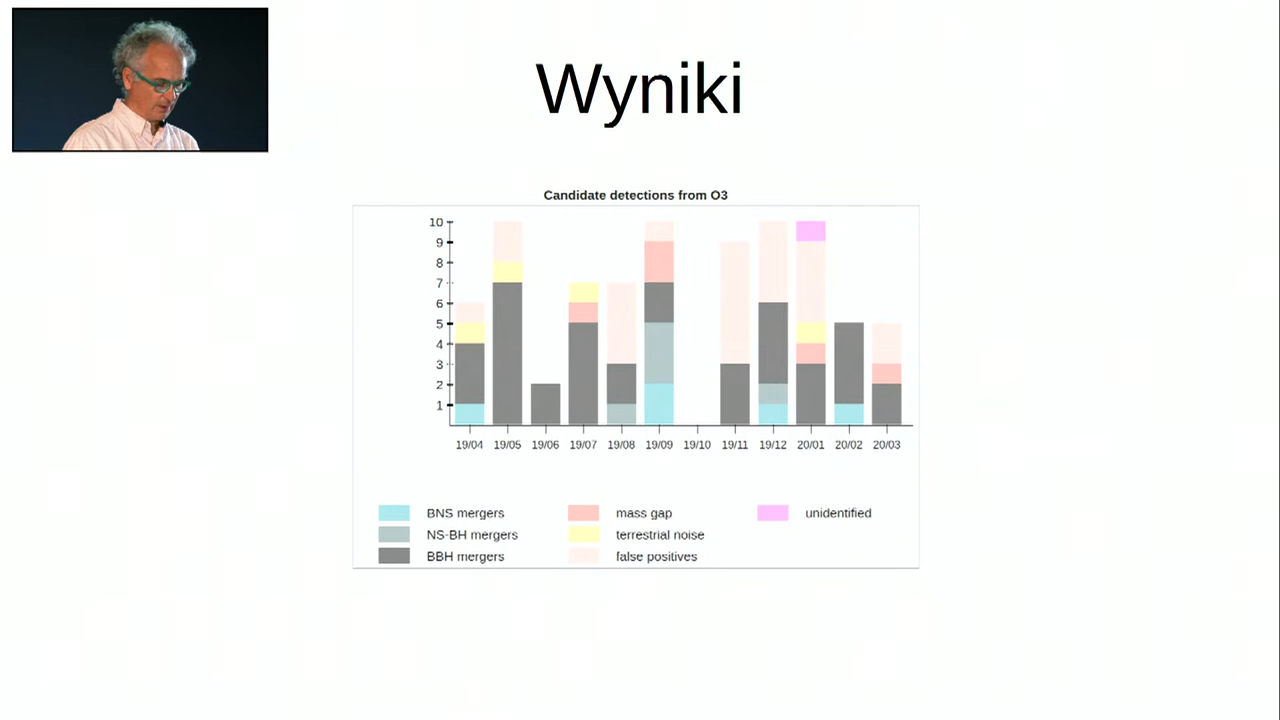 Wyniki
Candidate detections from O3
10
9
8
7
6
5
4
3
2
1
19/04 19/05 19/06 19/07 19/08 19/09 19/10 19/11 19/12 20/01 20/02 20/03
BNS mergers mass gap unidentified
NS-BH mergers terrestrial noise
BBH mergers false positives